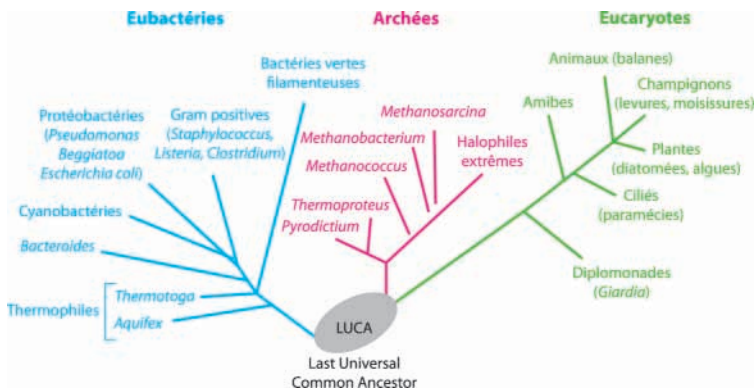 Eubactéries
Archées
Eucaryotes
Bactéries vertes
filamenteuses
Protéobactéries
(Pseudomonas
Beggiatoa
Escherichia coli)
Gram positives
(Staphylococcus,
Listeria, Clostridium)
Cyanobactéries
Bacteroides
Thermophiles
Thermotoga
Aquifex
Methanosarcina
Methanobacterium
Methanococcus
Halophiles
extrêmes
Thermoproteus
Pyrodictium
Animaux (balanes)
Champignons
(levures, moisissures)
Amibes
Plantes
(diatomées, algues)
Ciliés
(paramécies)
Diplomonades
(Giardia)
LUCA
Last Universal
Common Ancestor